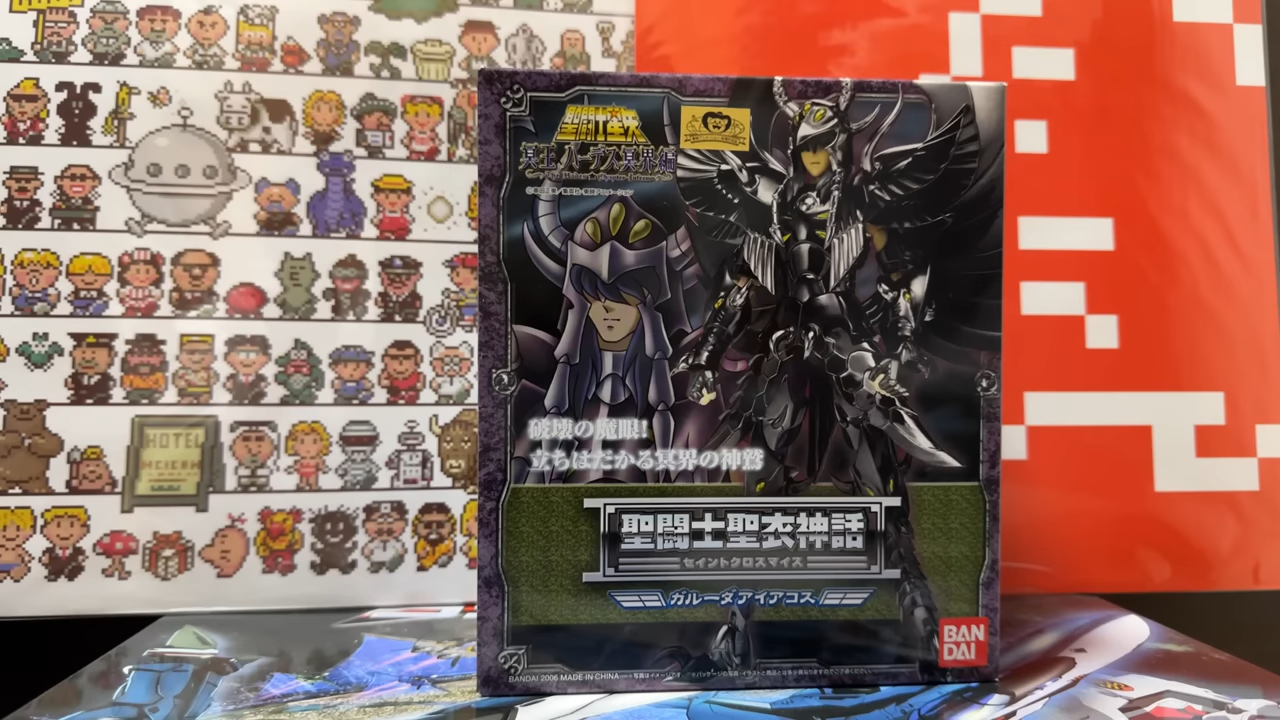 聖闘士星矢
冥王 ハーデス冥界編
破壊の魔眼!
立ちはだかる冥界の神鷲
聖闘士聖衣神話
セイントクロスマイス
ガルーダアイアコス
BAN
DAI
BANDAI 2006 MADE IN CHINA
HOTEL